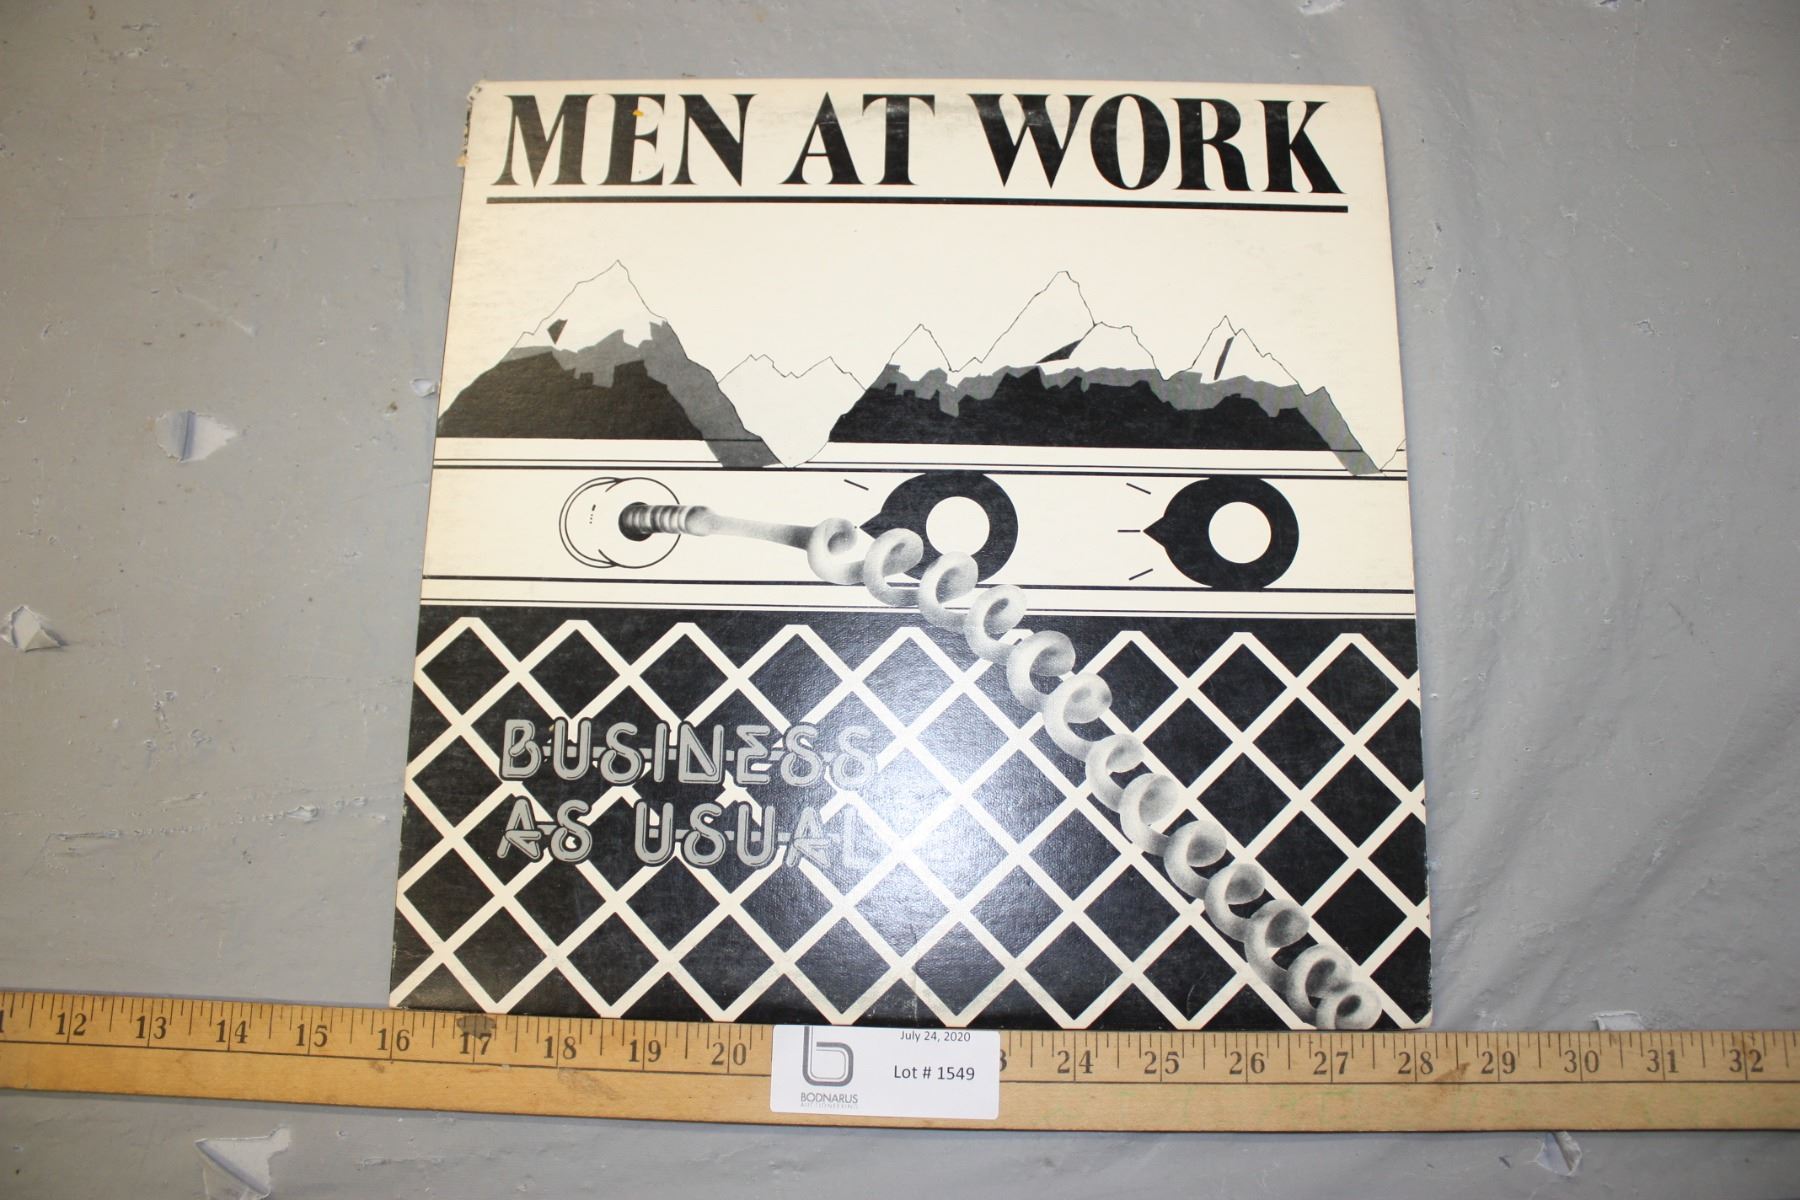 MEN AT WORK
BUSINESS
AS USUAL
12 13 14 15 16 17 18 19 20 24 25 26 27 28 29 30 31 32
July 24, 2020
Lot # 1549
BODNARUS
AUCTIONEERING